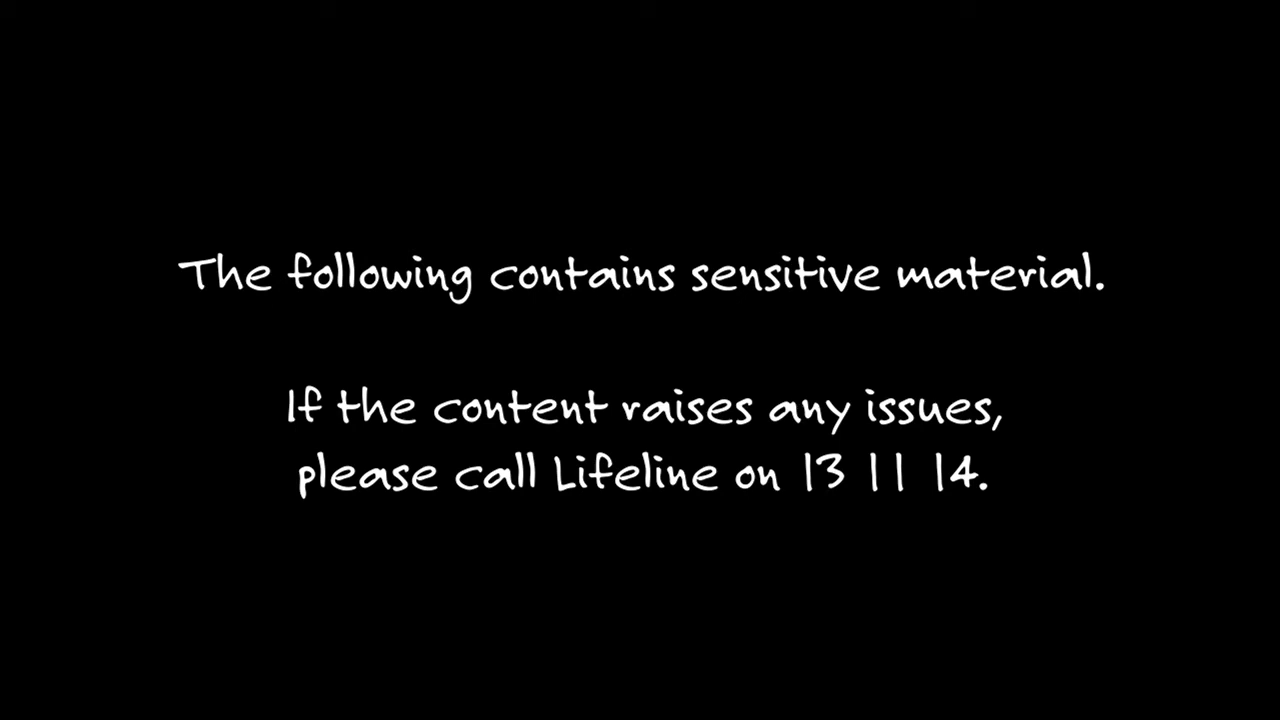 The following contains sensitive material.
If the content raises any issues,
please call Lifeline on 13 11 14.